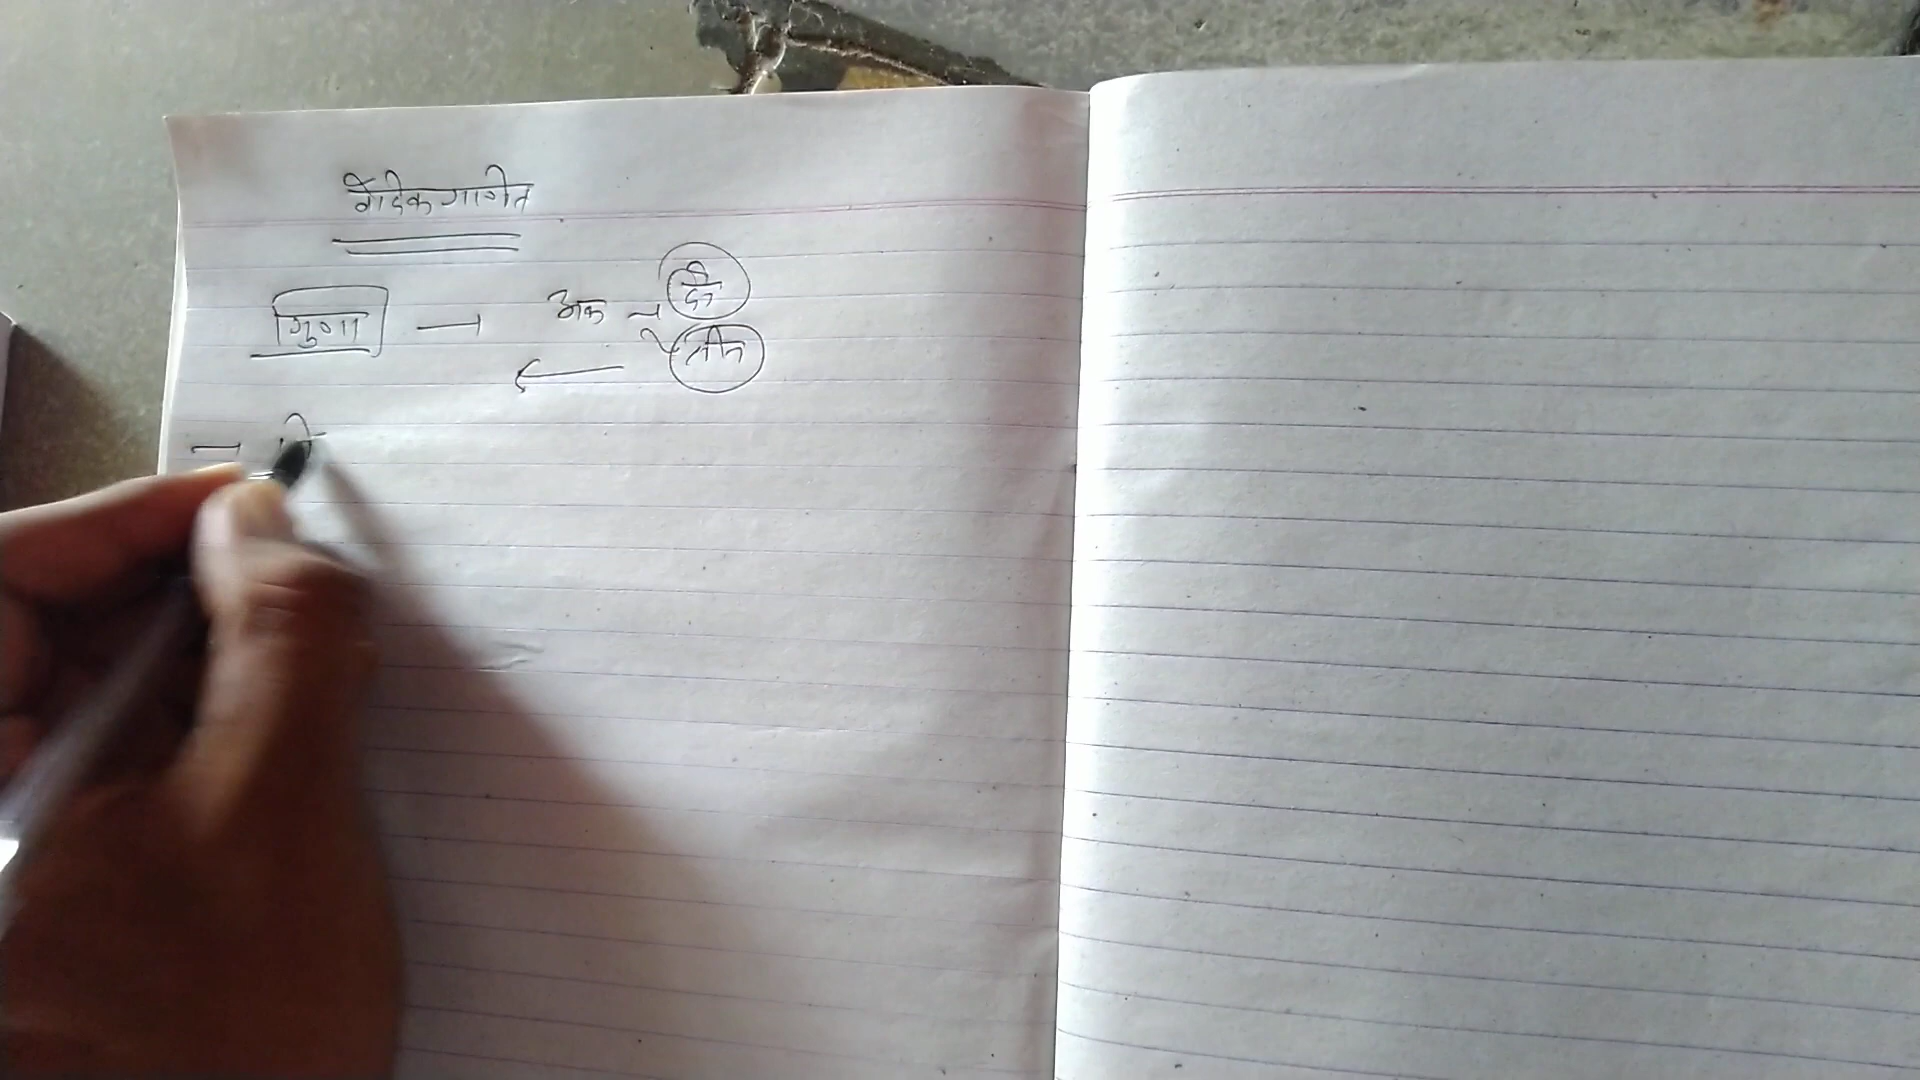 वैदिक गणित
गुणा → अंक → दो
तीन